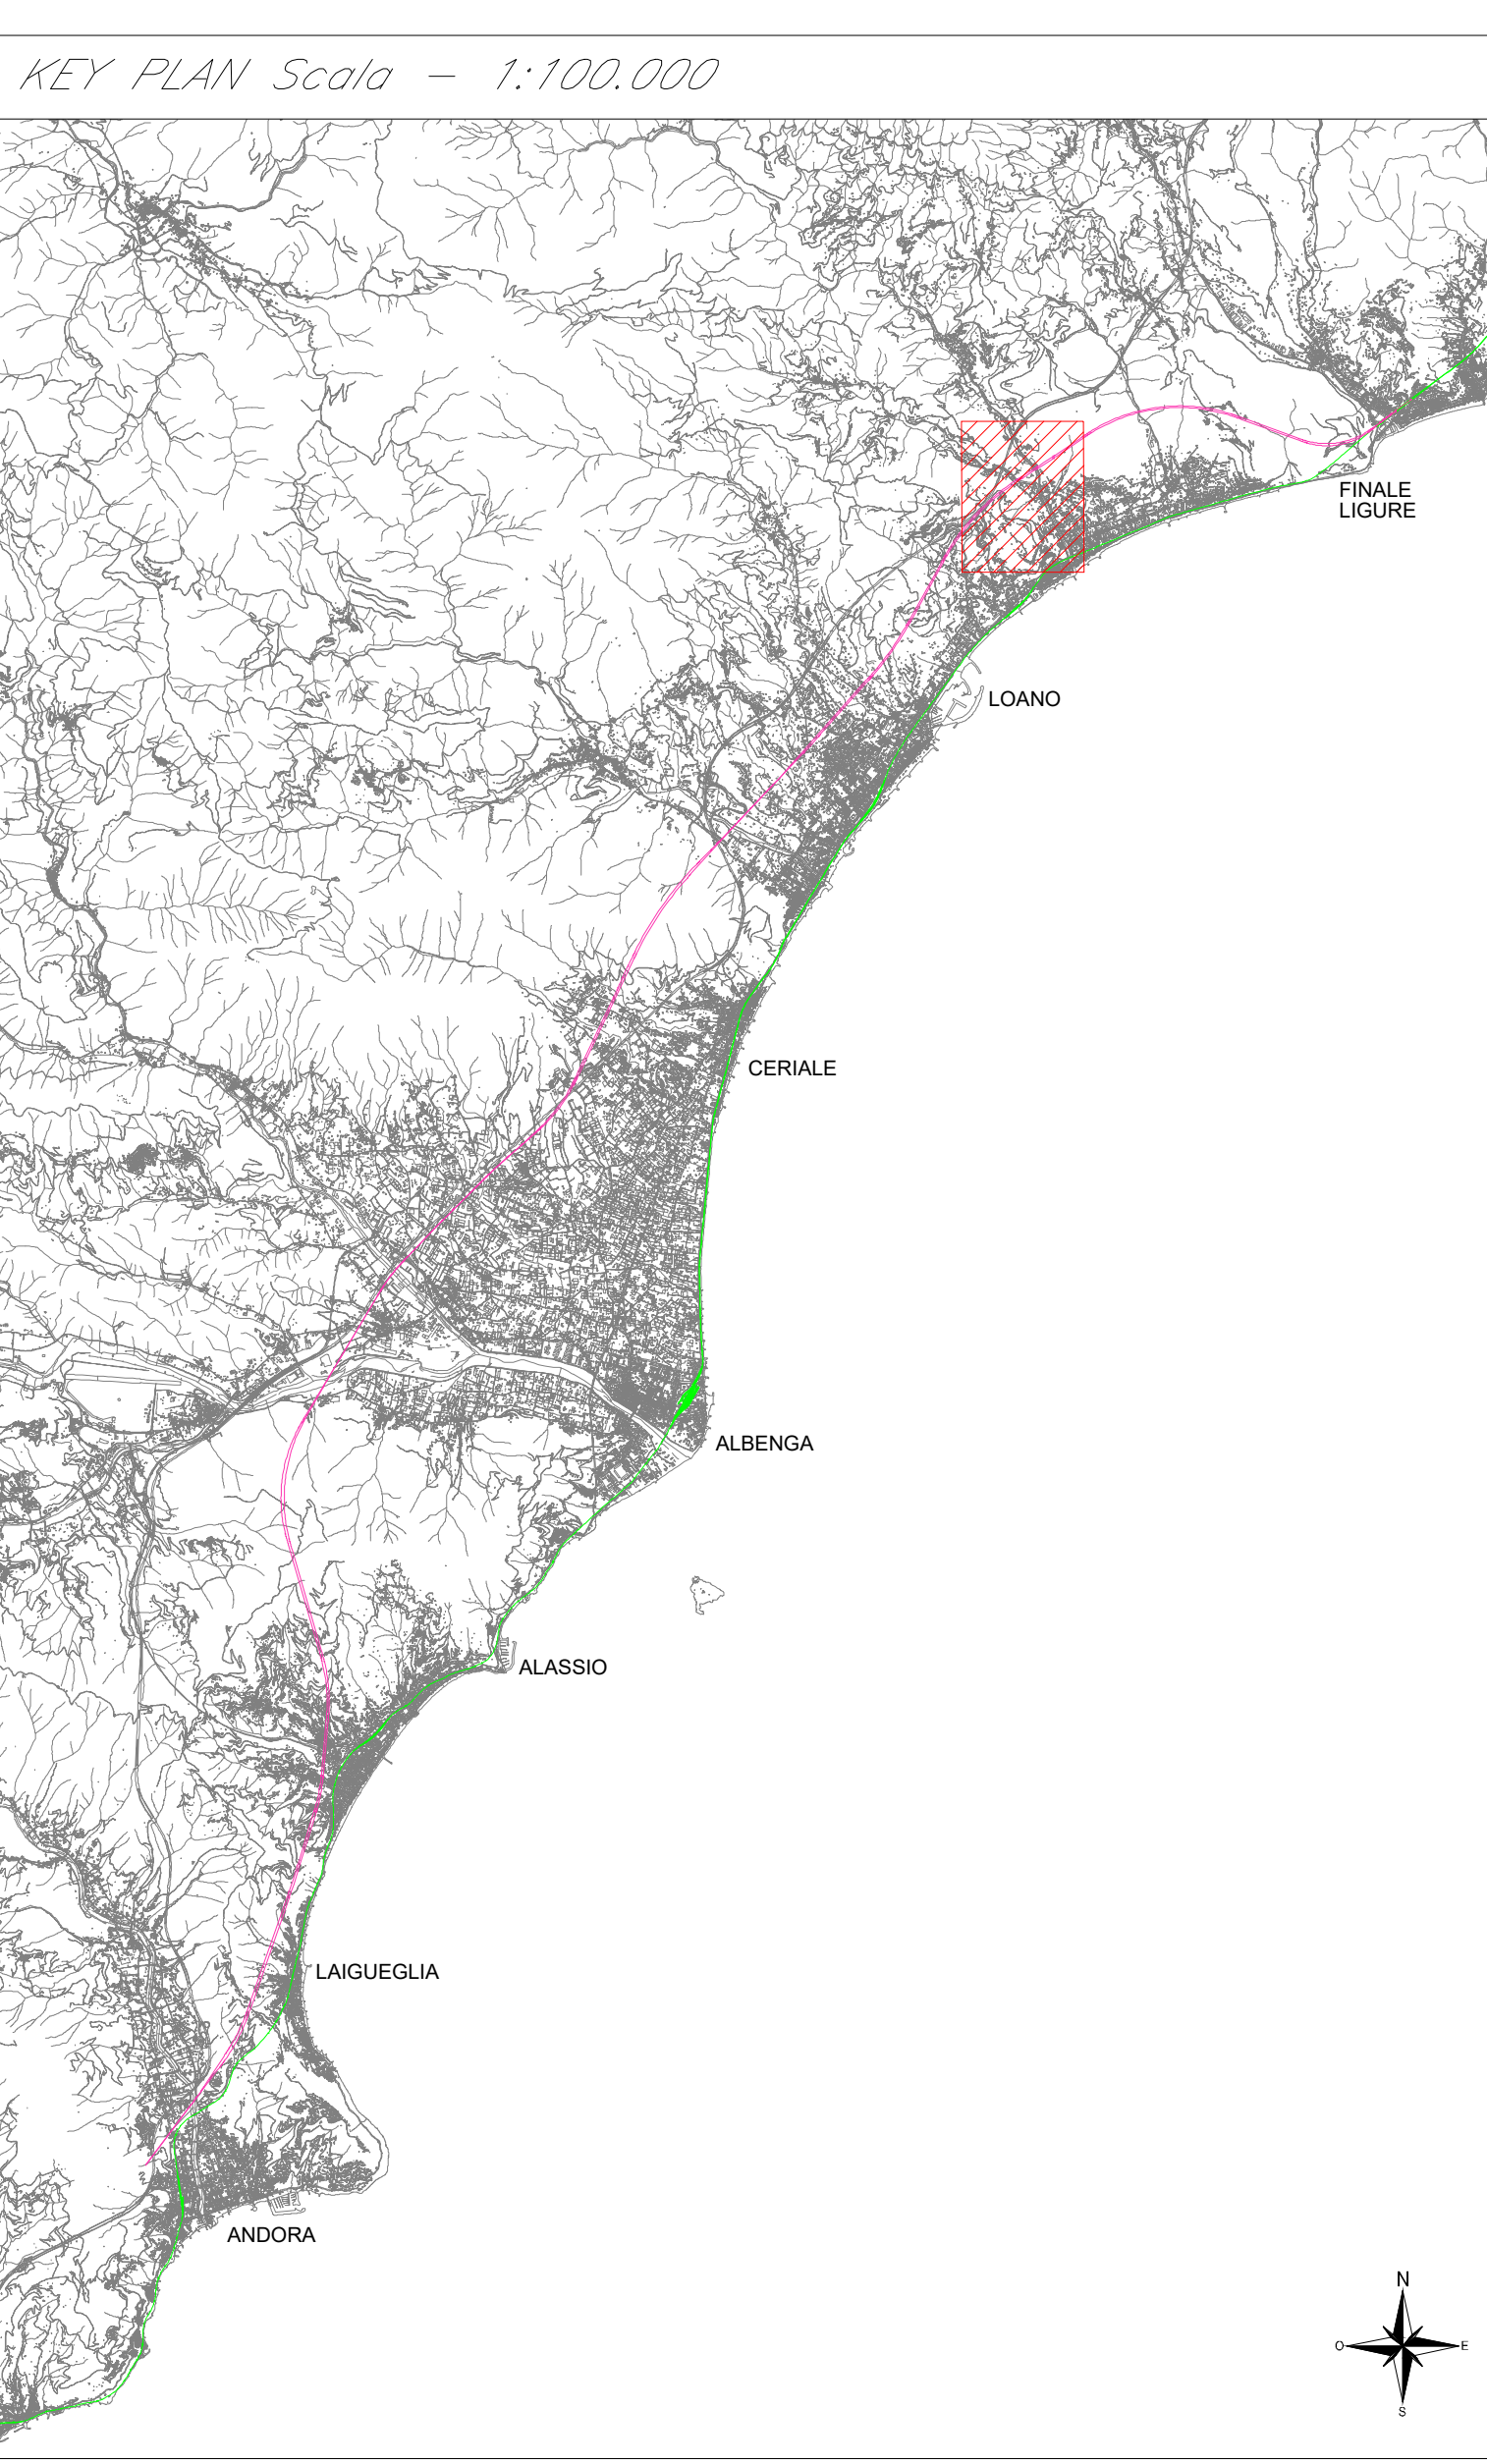 KEY PLAN Scala - 1:100.000
FINALE
LIGURE
LOANO
CERIALE
ALBENGA
ALASSIO
LAIGUEGLIA
ANDORA
N
O E
S